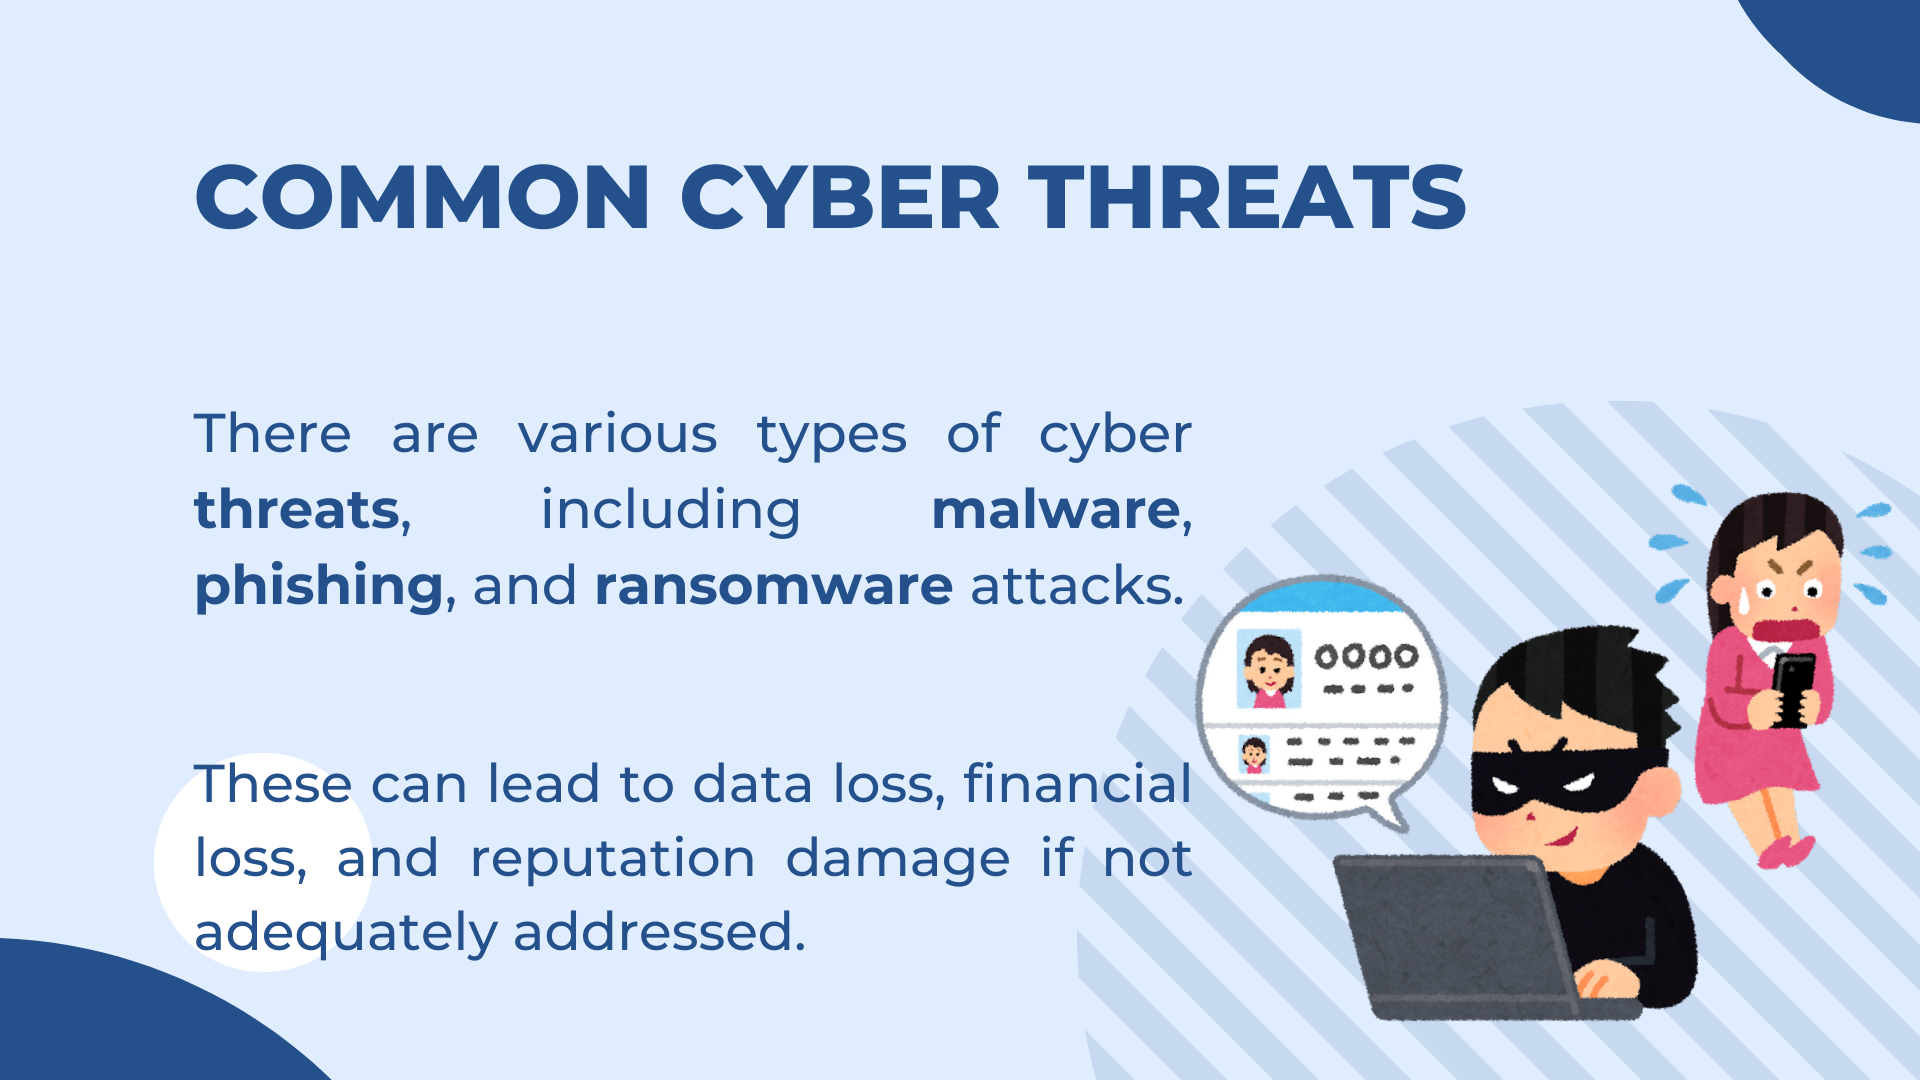 COMMON CYBER THREATS
There are various types of cyber
threats, including malware,
phishing, and ransomware attacks.
These can lead to data loss, financial
loss, and reputation damage if not
adequately addressed.